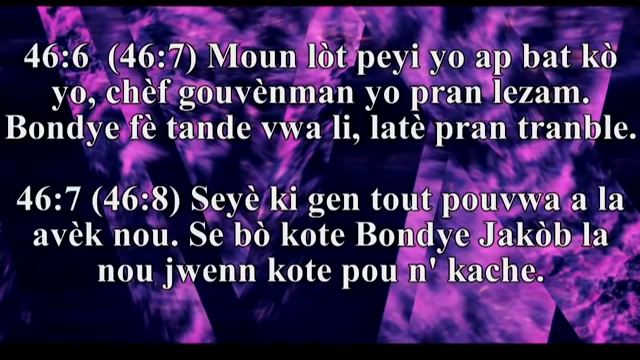 46:6 (46:7) Moun lòt peyi yo ap bat kò
yo, chèf gouvènman yo pran lezam.
Bondye fè tande vwa li, latè pran tranble.
46:7 (46:8) Seyè ki gen tout pouvwa a la
avèk nou. Se bò kote Bondye Jakòb la
nou jwenn kote pou n' kache.